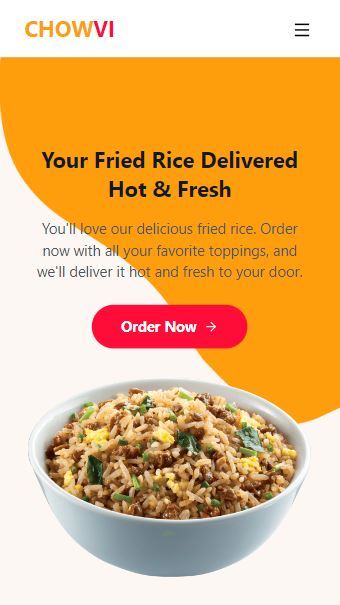 CHOWVI
Your Fried Rice Delivered
Hot & Fresh
You'll love our delicious fried rice. Order
now with all your favorite toppings, and
we'll deliver it hot and fresh to your door.
Order Now →